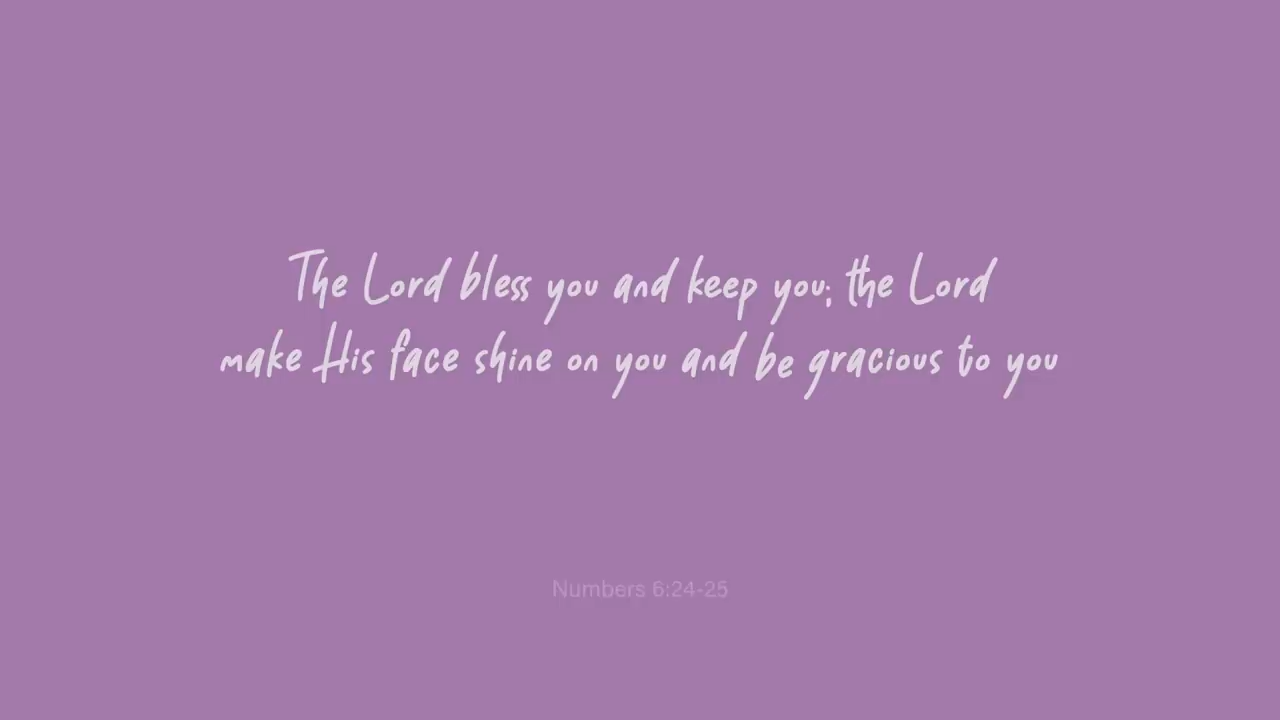 The Lord bless you and keep you; the Lord
make His face shine on you and be gracious to you
Numbers 6:24-25